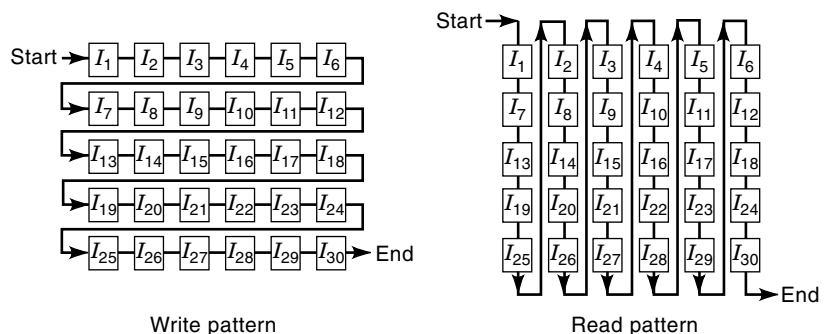 Start I₁ I₂ I₃ I₄ I₅ I₆
I₇ I₈ I₉ I₁₀ I₁₁ I₁₂
I₁₃ I₁₄ I₁₅ I₁₆ I₁₇ I₁₈
I₁₉ I₂₀ I₂₁ I₂₂ I₂₃ I₂₄
I₂₅ I₂₆ I₂₇ I₂₈ I₂₉ I₃₀ End
Write pattern
Start
I₁ I₂ I₃ I₄ I₅ I₆
I₇ I₈ I₉ I₁₀ I₁₁ I₁₂
I₁₃ I₁₄ I₁₅ I₁₆ I₁₇ I₁₈
I₁₉ I₂₀ I₂₁ I₂₂ I₂₃ I₂₄
I₂₅ I₂₆ I₂₇ I₂₈ I₂₉ I₃₀
End
Read pattern